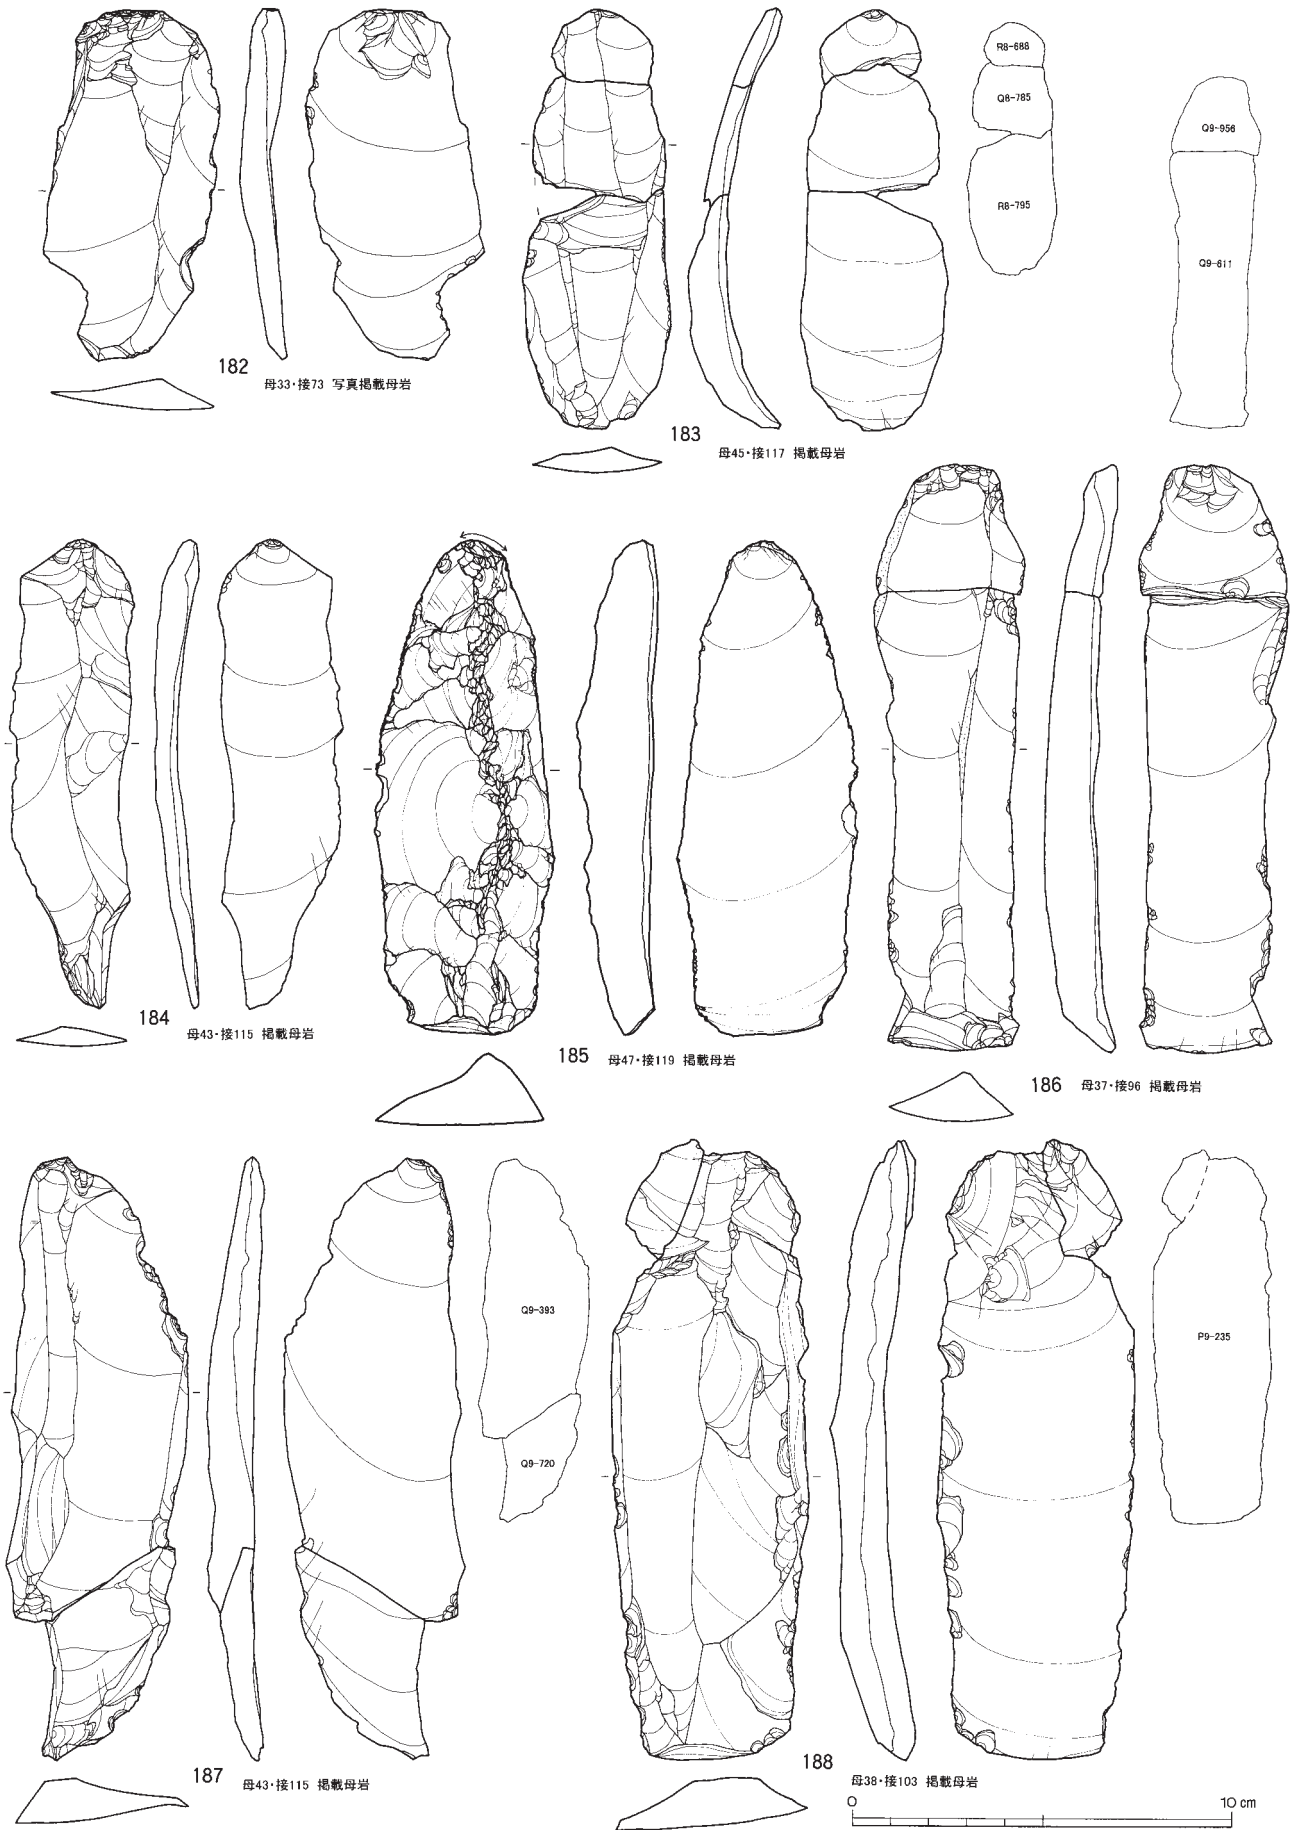 R8-688
Q8-785
R8-795
Q9-956
Q9-611
182
母33・接73 写真掲載母岩
183
母45・接117 掲載母岩
184
母43・接115 掲載母岩
185
母47・接119 掲載母岩
186
母37・接96 掲載母岩
Q9-393
Q9-720
P9-235
187
母43・接115 掲載母岩
188
母38・接103 掲載母岩
0 10 cm